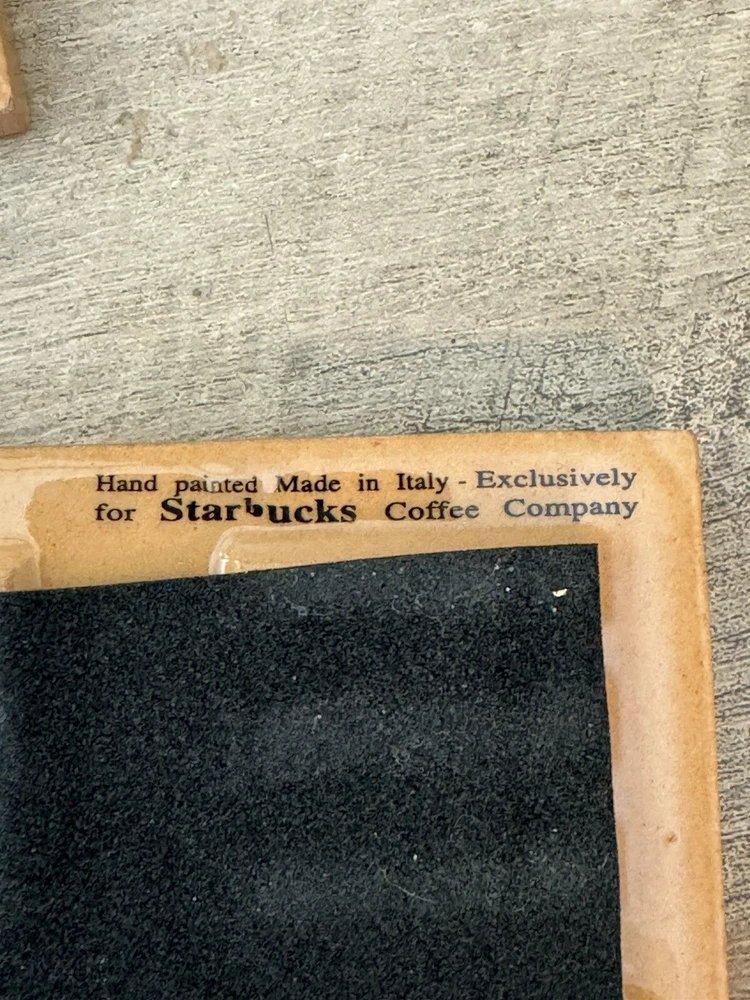 Hand painted Made in Italy - Exclusively
for Starbucks Coffee Company